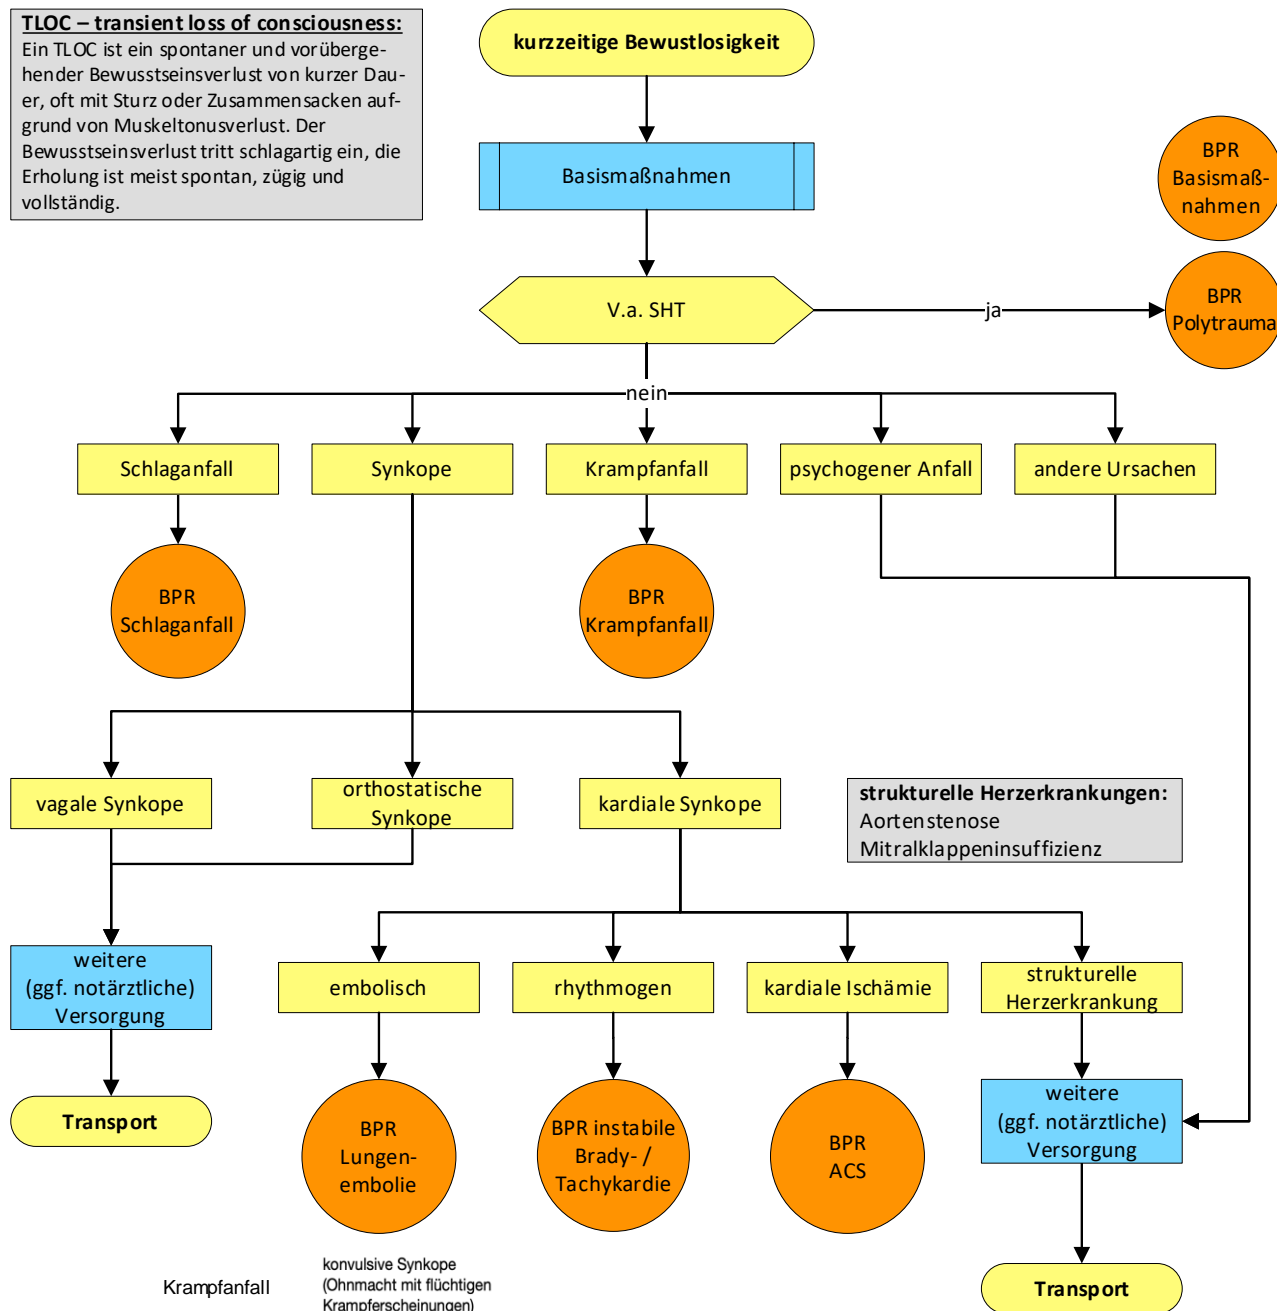 TLOC – transient loss of consciousness:
Ein TLOC ist ein spontaner und vorüberge-
hender Bewusstseinsverlust von kurzer Dau-
er, oft mit Sturz oder Zusammensacken auf-
grund von Muskeltonusverlust. Der
Bewusstseinsverlust tritt schlagartig ein, die
Erholung ist meist spontan, zügig und
vollständig.
kurzzeitige Bewustlosigkeit
Basismaßnahmen
BPR
Basismaß-
nahmen
V.a. SHT
ja
BPR
Polytrauma
nein
Schlaganfall
Synkope
Krampfanfall
psychogener Anfall
andere Ursachen
BPR
Schlaganfall
BPR
Krampfanfall
vagale Synkope
orthostatische
Synkope
kardiale Synkope
strukturelle Herzerkrankungen:
Aortenstenose
Mitralklappeninsuffizienz
weitere
(ggf. notärztliche)
Versorgung
embolisch
rhythmogen
kardiale Ischämie
strukturelle
Herzerkrankung
Transport
BPR
Lungen-
embolie
BPR instabile
Brady- /
Tachykardie
BPR
ACS
weitere
(ggf. notärztliche)
Versorgung
Krampfanfall
konvulsive Synkope
(Ohnmacht mit flüchtigen
Krampferscheinungen)
Transport